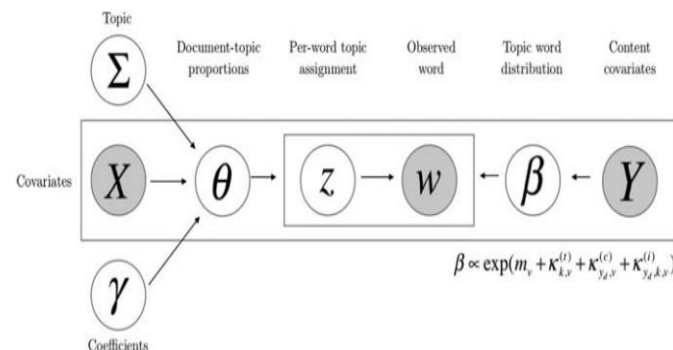 Topic
Σ
Document-topic
proportions
Per-word topic
assignment
Observed
word
Topic word
distribution
Content
covariates
Covariates
X
θ
z
w
β
Y
γ
Coefficients
β ∝ exp(m_v + κ_{k,v}^{(t)} + κ_{y_d,v}^{(c)} + κ_{y_d,k,v}^{(i)})